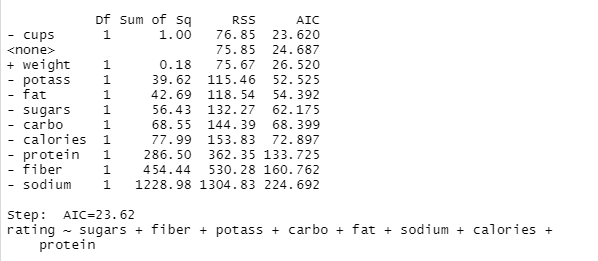 Df Sum of Sq     RSS     AIC
- cups      1      1.00   76.85  23.620
<none>                    75.85  24.687
+ weight    1      0.18   75.67  26.520
- potass    1     39.62  115.46  52.525
- fat       1     42.69  118.54  54.392
- sugars    1     56.43  132.27  62.175
- carbo     1     68.55  144.39  68.399
- calories  1     77.99  153.83  72.897
- protein   1    286.50  362.35 133.725
- fiber     1    454.44  530.28 160.762
- sodium    1   1228.98 1304.83 224.692

Step:  AIC=23.62
rating ~ sugars + fiber + potass + carbo + fat + sodium + calories +
    protein